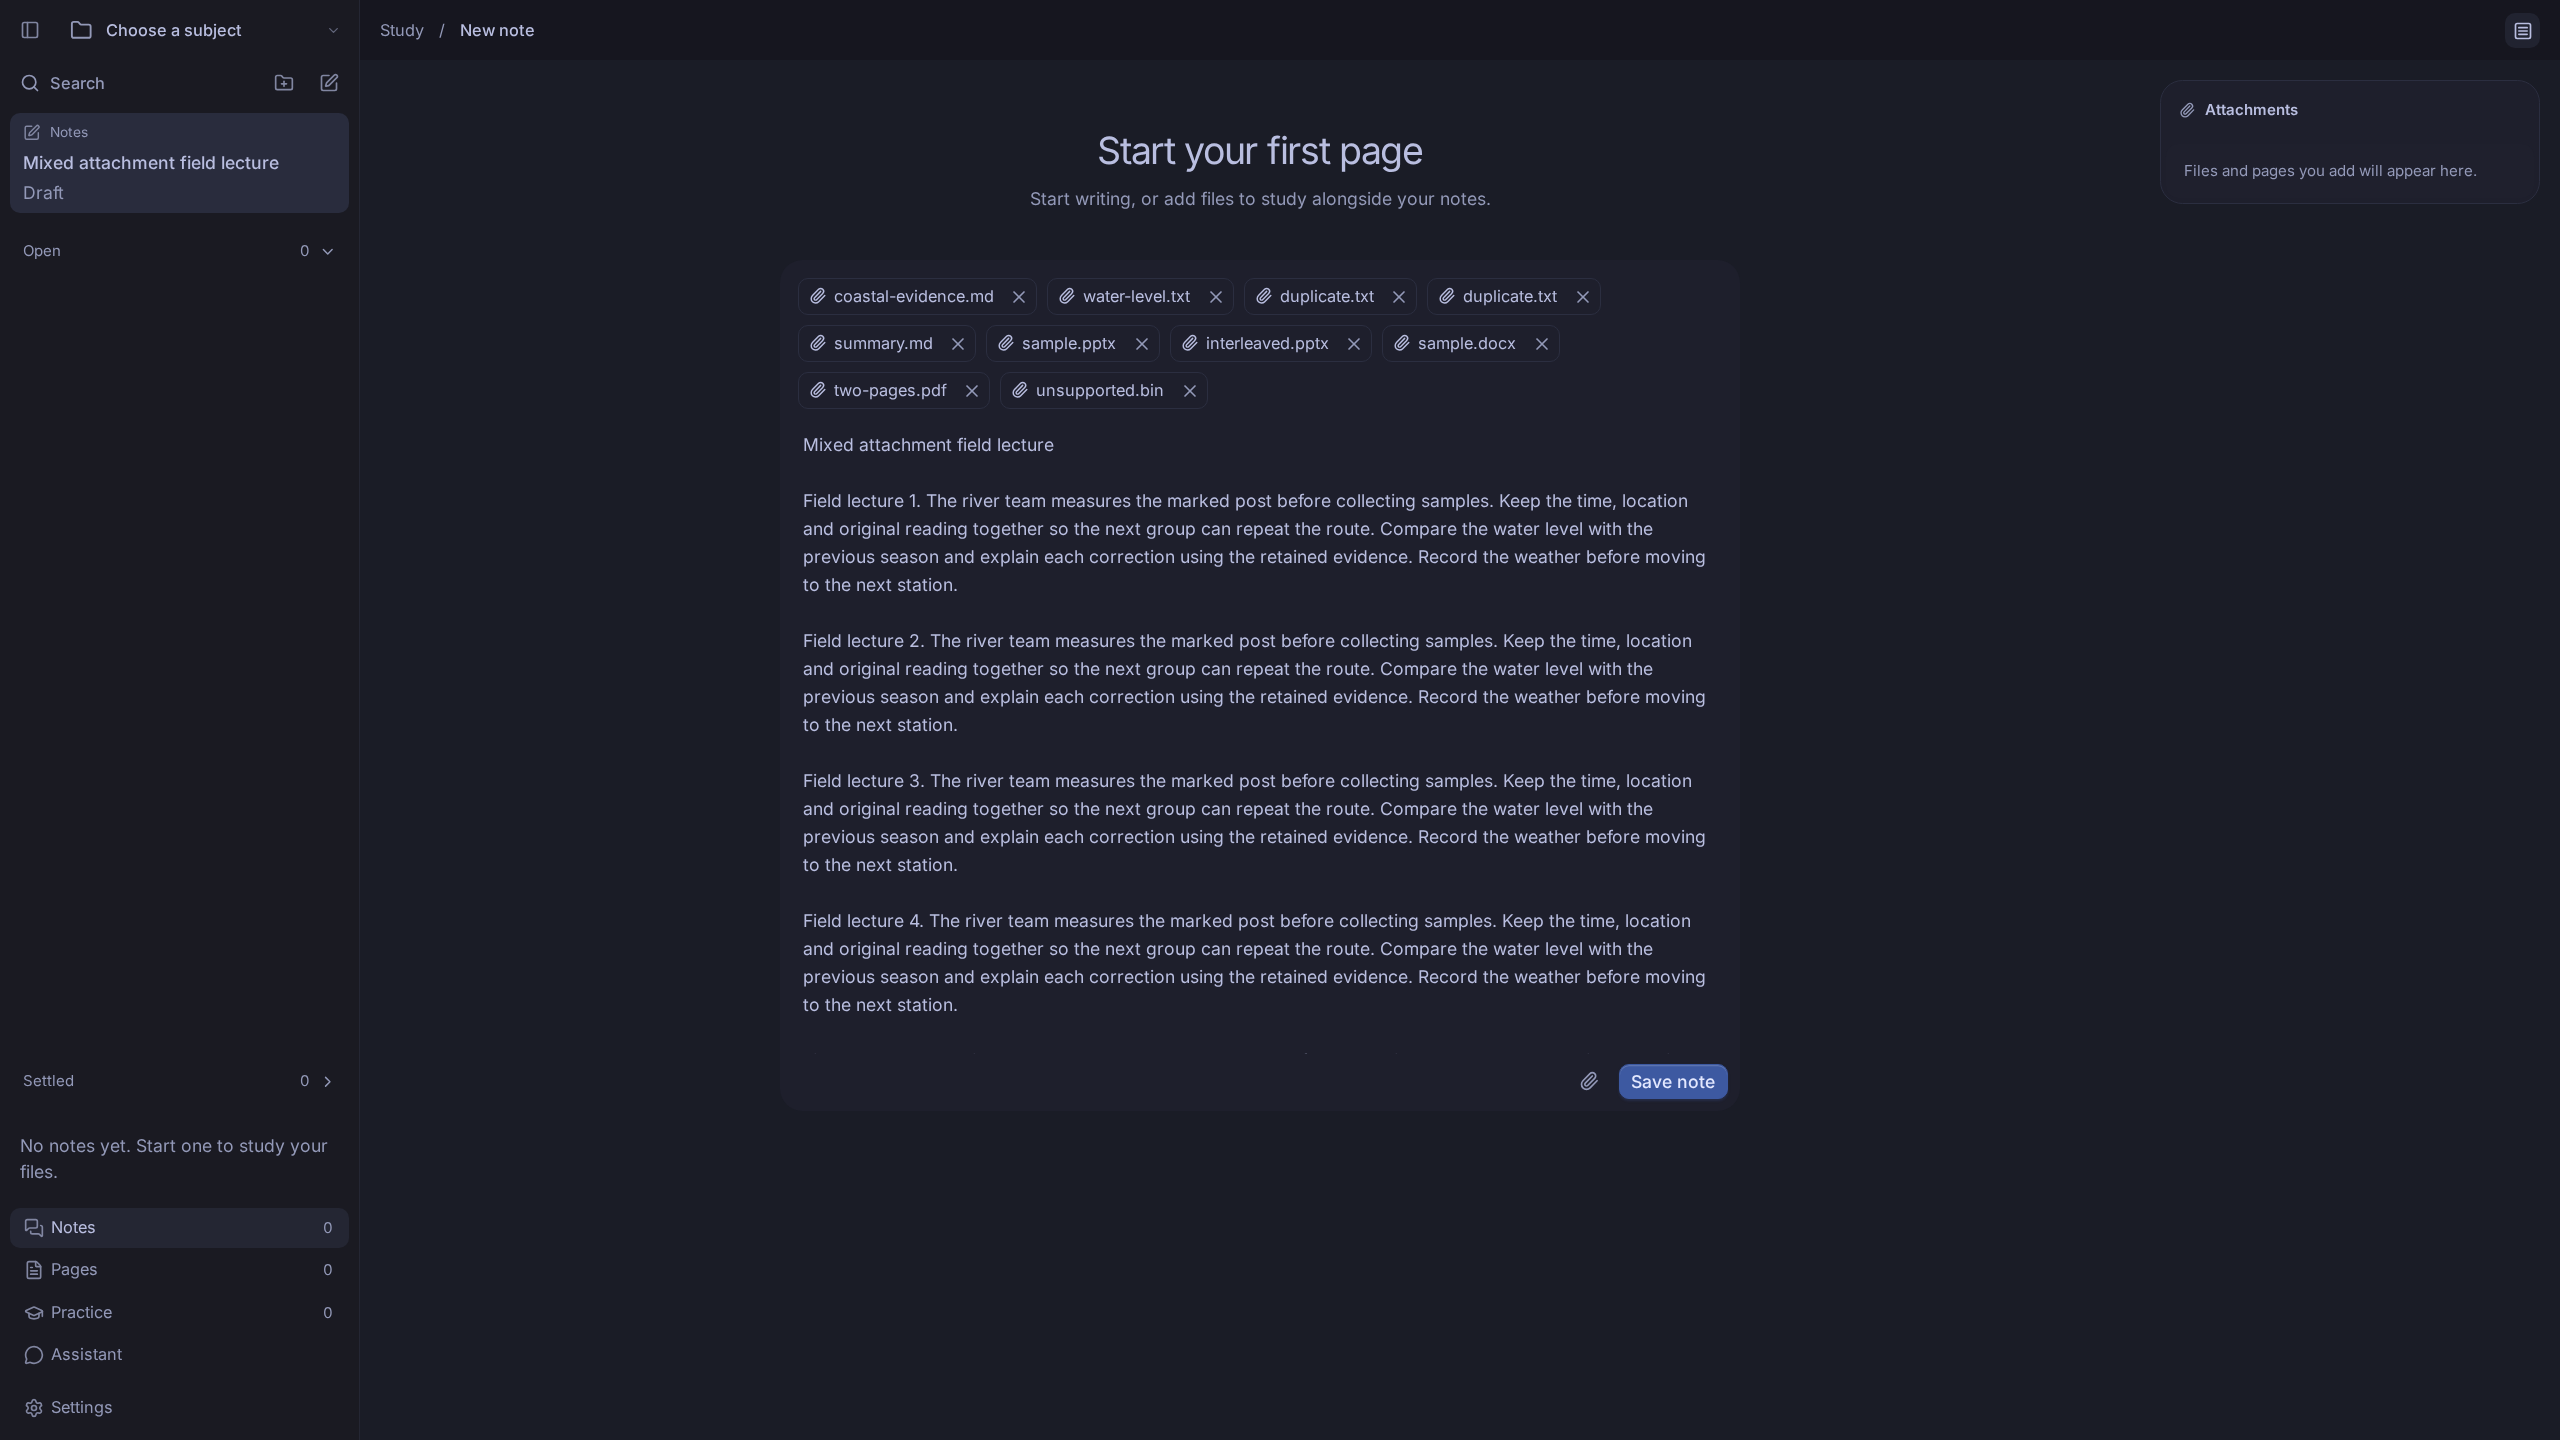 Choose a subject
Study / New note
Search
Notes
Mixed attachment field lecture
Draft
Open 0
Settled 0
No notes yet. Start one to study your
files.
Notes 0
Pages 0
Practice 0
Assistant
Settings
Start your first page
Start writing, or add files to study alongside your notes.
coastal-evidence.md water-level.txt duplicate.txt duplicate.txt
summary.md sample.pptx interleaved.pptx sample.docx
two-pages.pdf unsupported.bin
Mixed attachment field lecture
Field lecture 1. The river team measures the marked post before collecting samples. Keep the time, location
and original reading together so the next group can repeat the route. Compare the water level with the
previous season and explain each correction using the retained evidence. Record the weather before moving
to the next station.
Field lecture 2. The river team measures the marked post before collecting samples. Keep the time, location
and original reading together so the next group can repeat the route. Compare the water level with the
previous season and explain each correction using the retained evidence. Record the weather before moving
to the next station.
Field lecture 3. The river team measures the marked post before collecting samples. Keep the time, location
and original reading together so the next group can repeat the route. Compare the water level with the
previous season and explain each correction using the retained evidence. Record the weather before moving
to the next station.
Field lecture 4. The river team measures the marked post before collecting samples. Keep the time, location
and original reading together so the next group can repeat the route. Compare the water level with the
previous season and explain each correction using the retained evidence. Record the weather before moving
to the next station.
Save note
Attachments
Files and pages you add will appear here.